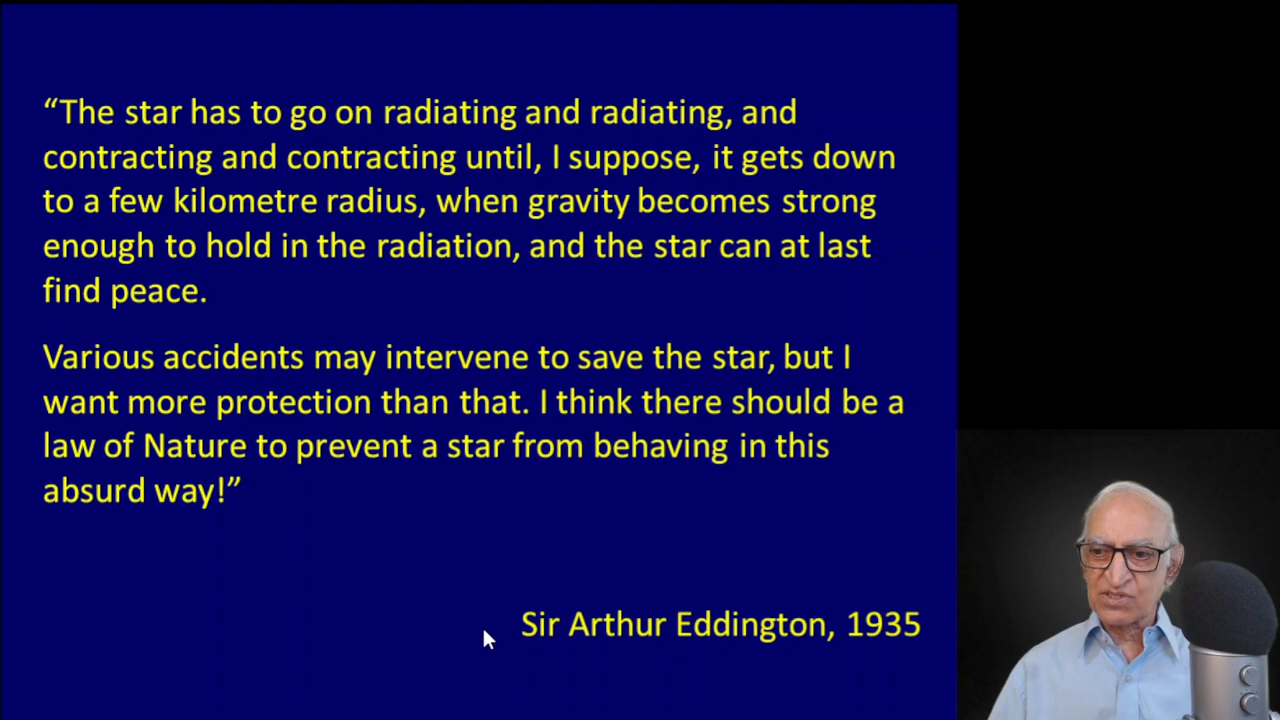 “The star has to go on radiating and radiating, and
contracting and contracting until, I suppose, it gets down
to a few kilometre radius, when gravity becomes strong
enough to hold in the radiation, and the star can at last
find peace.
Various accidents may intervene to save the star, but I
want more protection than that. I think there should be a
law of Nature to prevent a star from behaving in this
absurd way!”
Sir Arthur Eddington, 1935